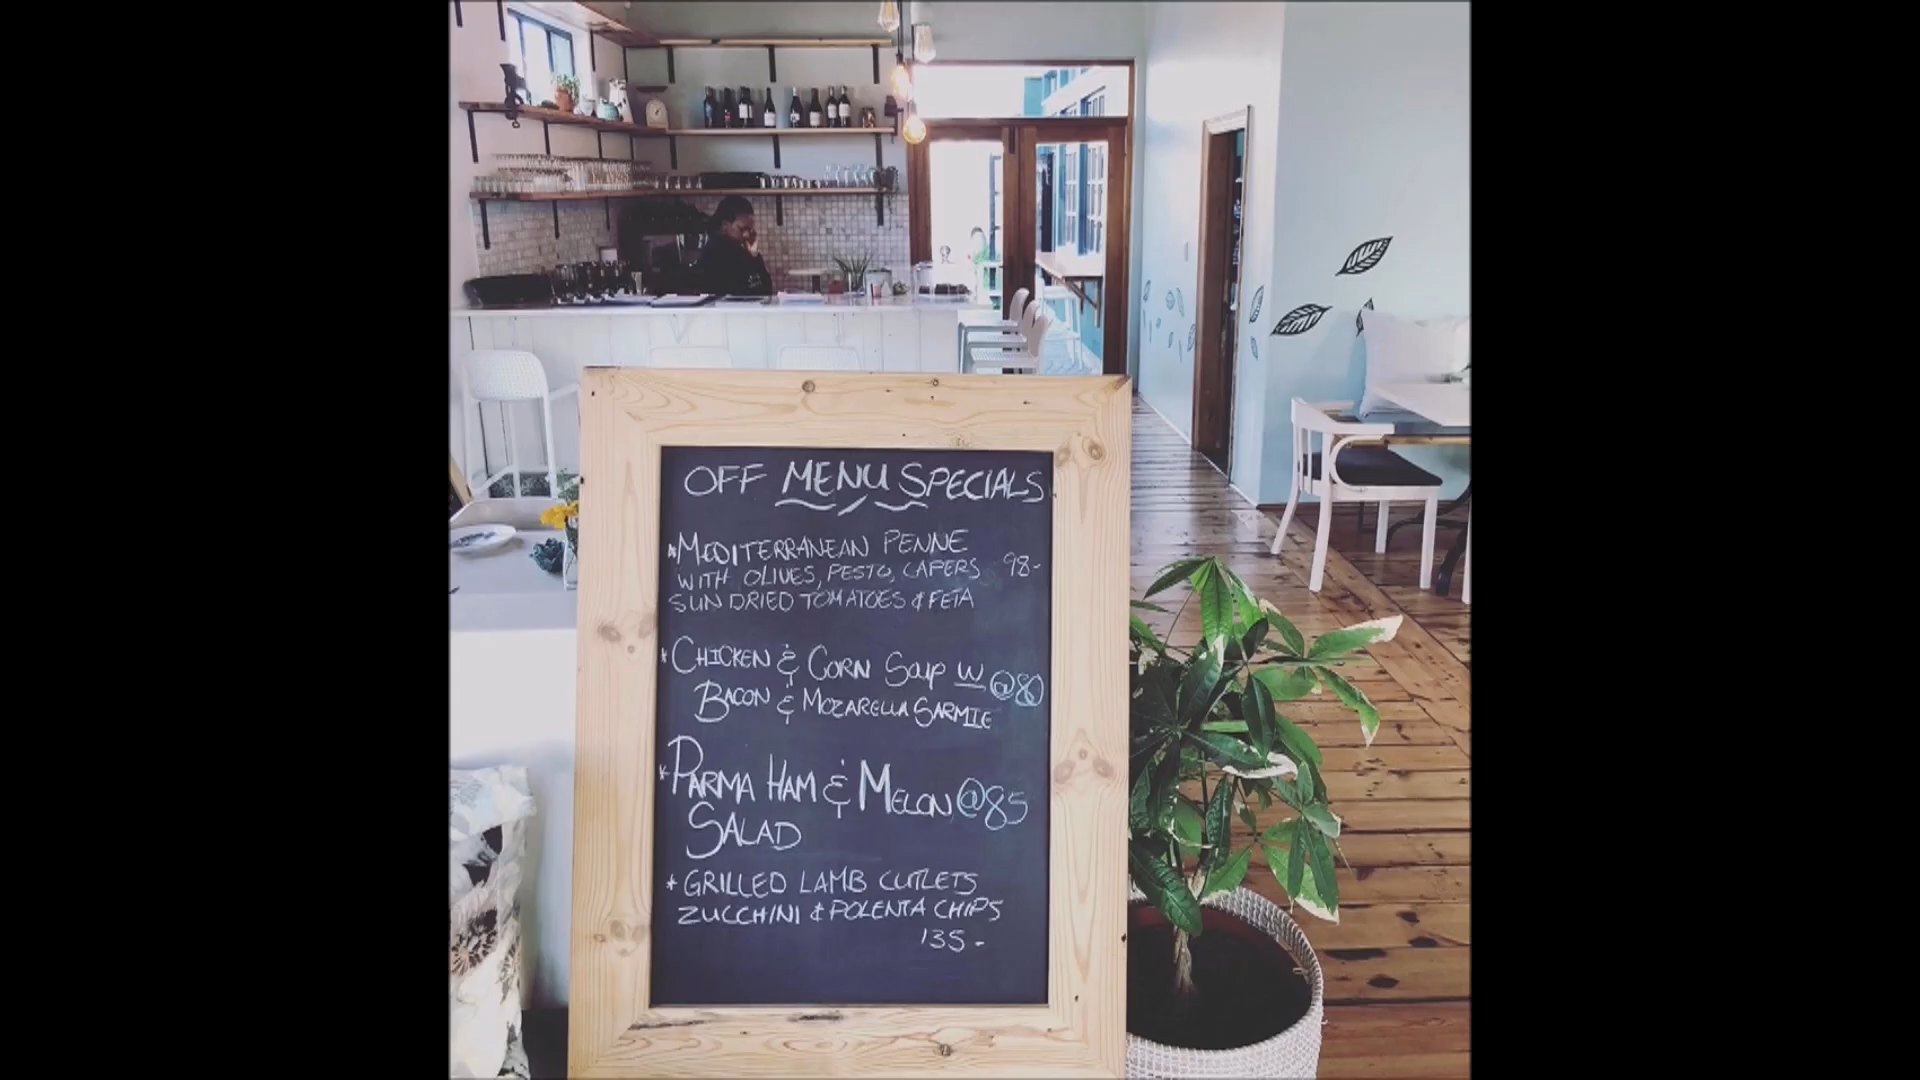 OFF MENU SPECIALS
*MEDITERRANEAN PENNE
WITH OLIVES, PESTO, CAPERS 98-
SUN DRIED TOMATOES & FETA
*CHICKEN & CORN SOUP W @80
BACON & MOZARELLA SARMIE
*PARMA HAM & MELON @85
SALAD
*GRILLED LAMB CUTLETS
ZUCCHINI & POLENTA CHIPS
135-